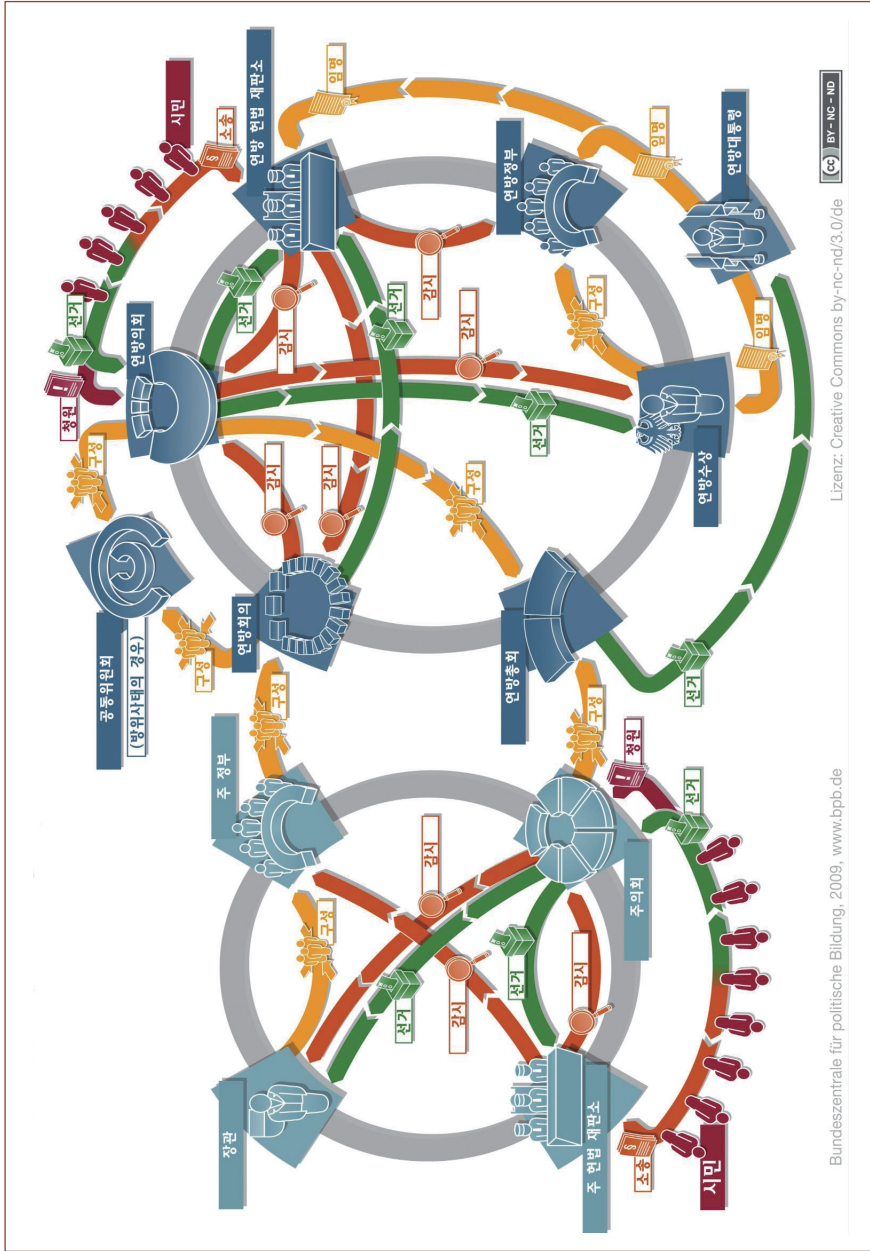 시민
소송
연방 헌법 재판소
임명
선거
청원
연방의회
구성
공동위원회
(방위사태의 경우)
선거
감시
감시
선거
감시
연방정부
임명
연방대통령
구성
감시
감시
감시
구성
연방회의
구성
선거
구성
임명
연방수상
연방총회
선거
주 정부
구성
구성
청원
선거
감시
주의회
구성
선거
감시
선거
감시
장관
주 헌법 재판소
소송
시민
cc BY - NC - ND
Lizenz: Creative Commons by-nc-nd/3.0/de
Bundeszentrale für politische Bildung, 2009, www.bpb.de